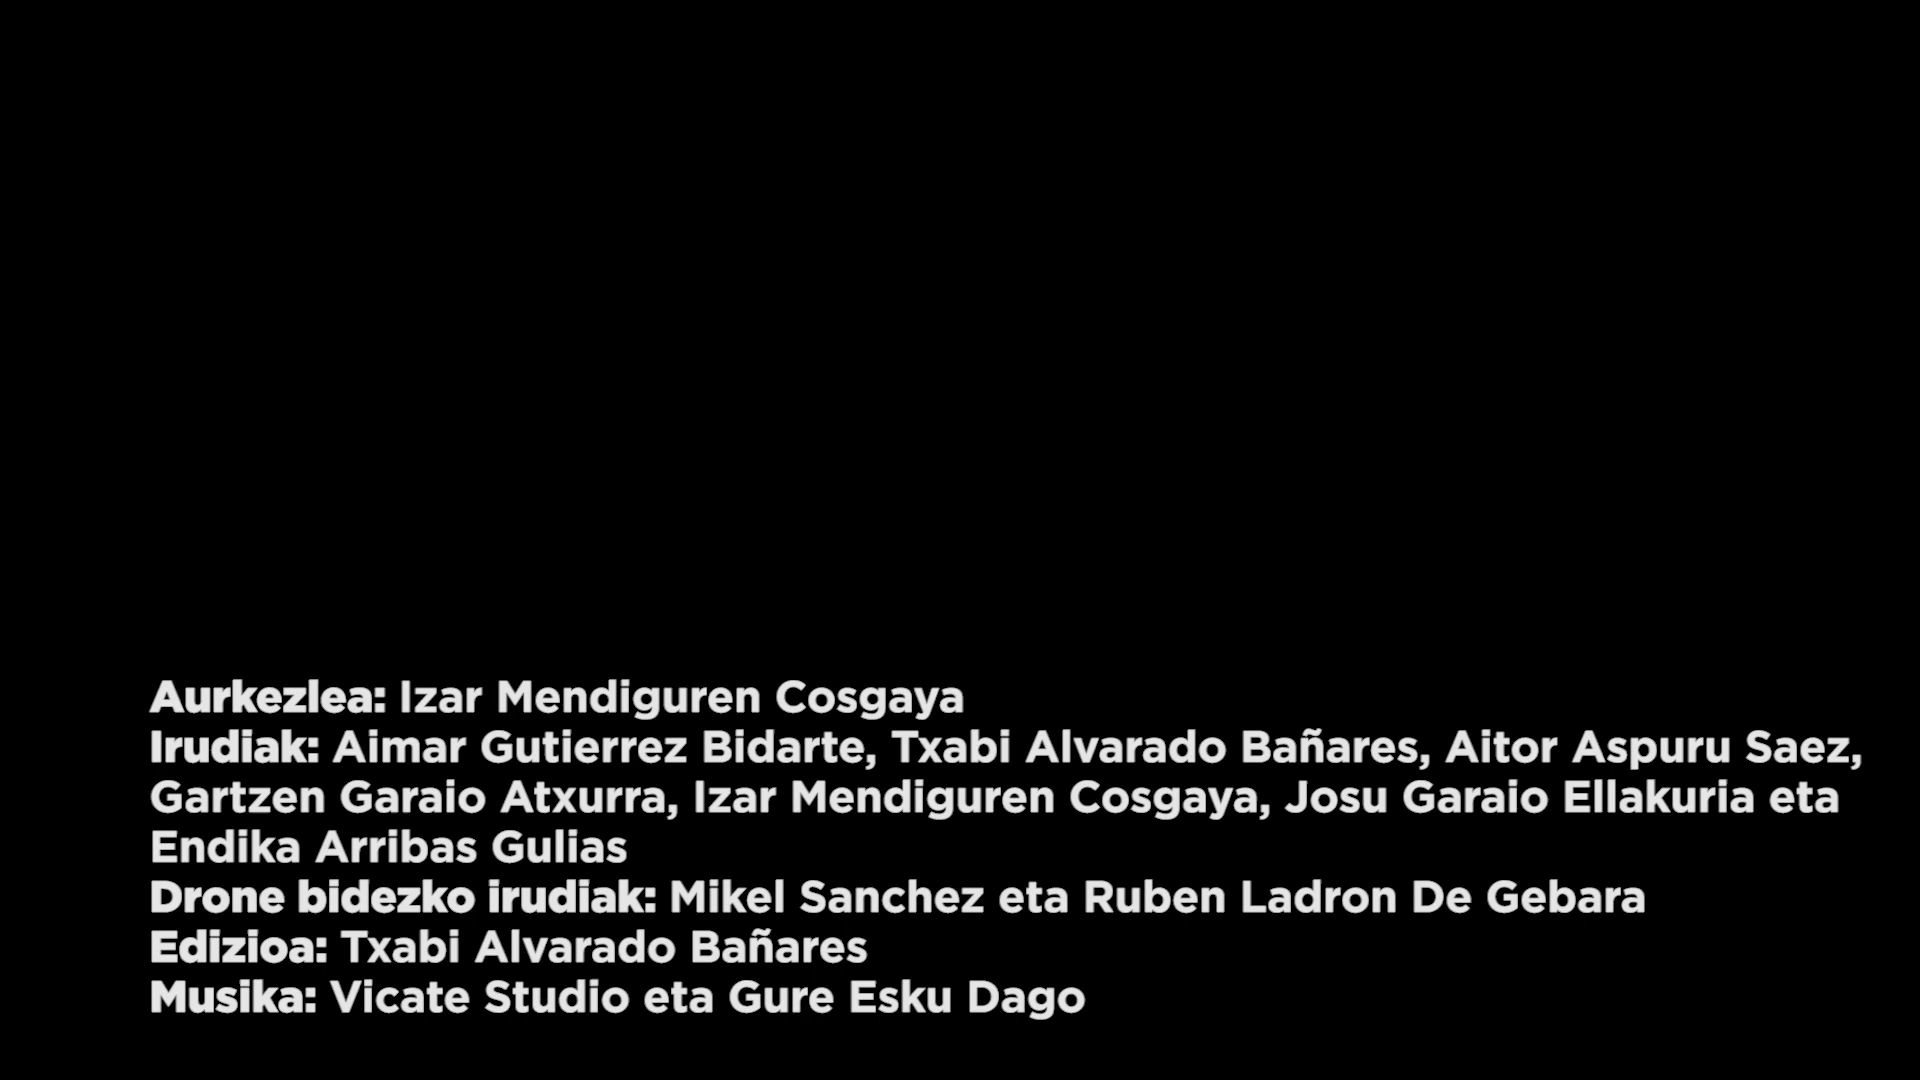 Aurkezlea: Izar Mendiguren Cosgaya
Irudiak: Aimar Gutierrez Bidarte, Txabi Alvarado Bañares, Aitor Aspuru Saez,
Gartzen Garaio Atxurra, Izar Mendiguren Cosgaya, Josu Garaio Ellakuria eta
Endika Arribas Gulias
Drone bidezko irudiak: Mikel Sanchez eta Ruben Ladron De Gebara
Edizioa: Txabi Alvarado Bañares
Musika: Vicate Studio eta Gure Esku Dago